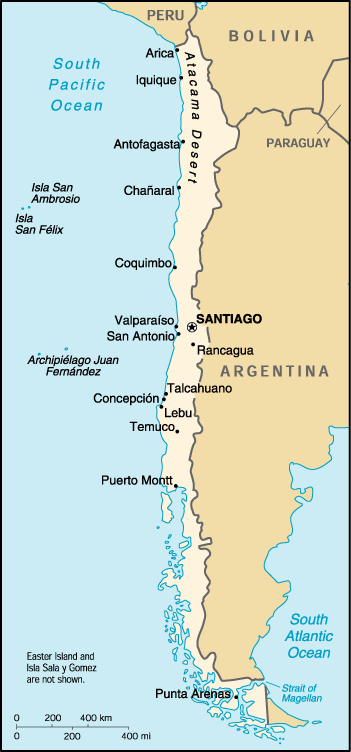 PERU
BOLIVIA
Arica
South
Pacific
Ocean
Iquique
Atacama Desert
PARAGUAY
Antofagasta
Isla San
Ambrosio
Chañaral
Isla
San Félix
Coquimbo
Valparaíso
SANTIAGO
San Antonio
Rancagua
Archipiélago Juan
Fernández
ARGENTINA
Talcahuano
Concepción
Lebu
Temuco
Puerto Montt
South
Atlantic
Ocean
Easter Island and
Isla Sala y Gomez
are not shown.
Strait of
Magellan
Punta Arenas
0 200 400 km
0 200 400 mi